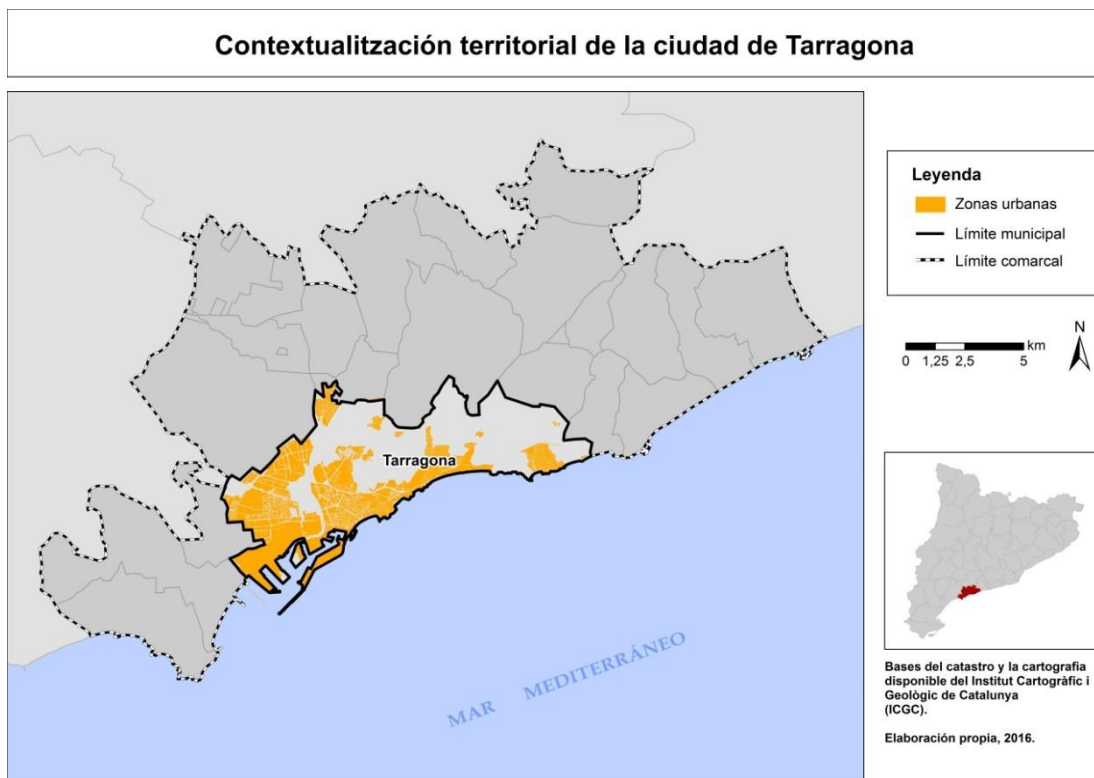 Contextualitzación territorial de la ciudad de Tarragona
Leyenda
Zonas urbanas
Límite municipal
Límite comarcal
N
km
0 1,25 2,5 5
Tarragona
MAR MEDITERRÁNEO
Bases del catastro y la cartografia
disponible del Institut Cartogràfic i
Geològic de Catalunya
(ICGC).
Elaboración propia, 2016.